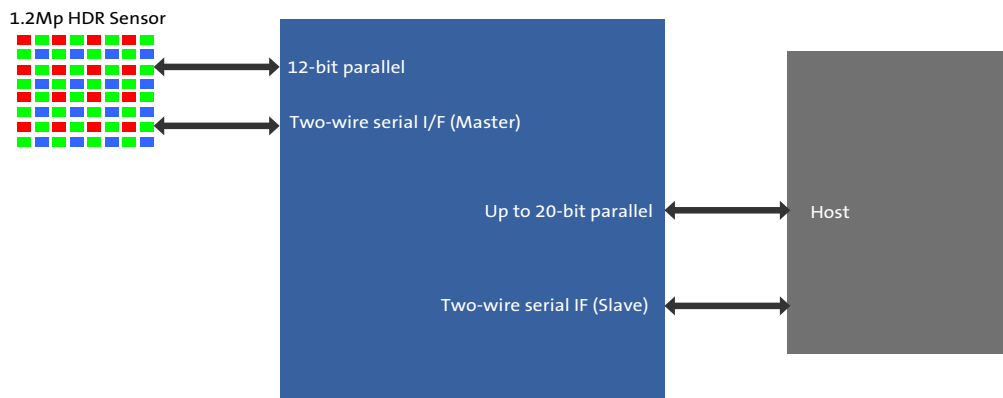 1.2Mp HDR Sensor
12-bit parallel
Two-wire serial I/F (Master)
Up to 20-bit parallel
Host
Two-wire serial IF (Slave)